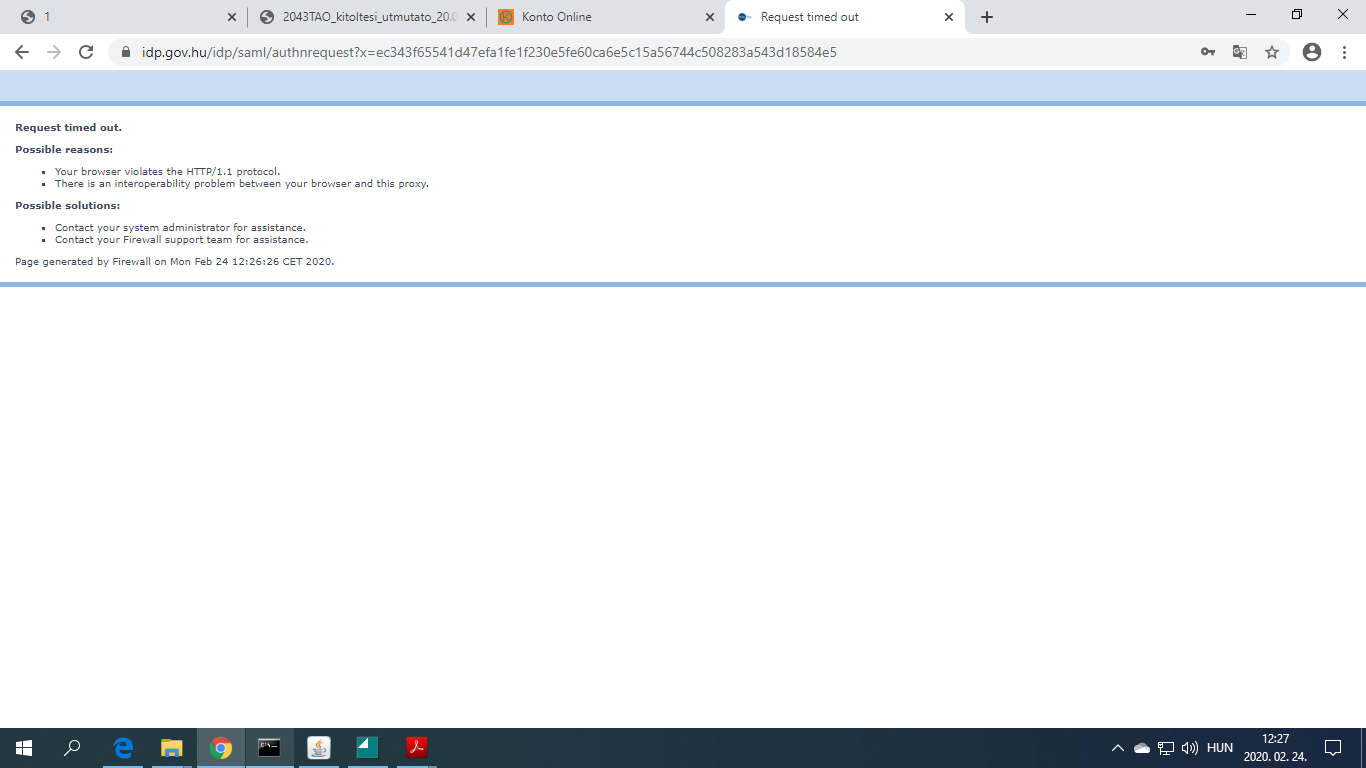 1
2043TAO_kitoltesi_utmutato_20.0
Konto Online
Request timed out
idp.gov.hu/idp/saml/authnrequest?x=ec343f65541d47efa1fe1f230e5fe60ca6e5c15a56744c508283a543d18584e5
Request timed out.
Possible reasons:
Your browser violates the HTTP/1.1 protocol.
There is an interoperability problem between your browser and this proxy.
Possible solutions:
Contact your system administrator for assistance.
Contact your Firewall support team for assistance.
Page generated by Firewall on Mon Feb 24 12:26:26 CET 2020.
HUN
12:27
2020. 02. 24.